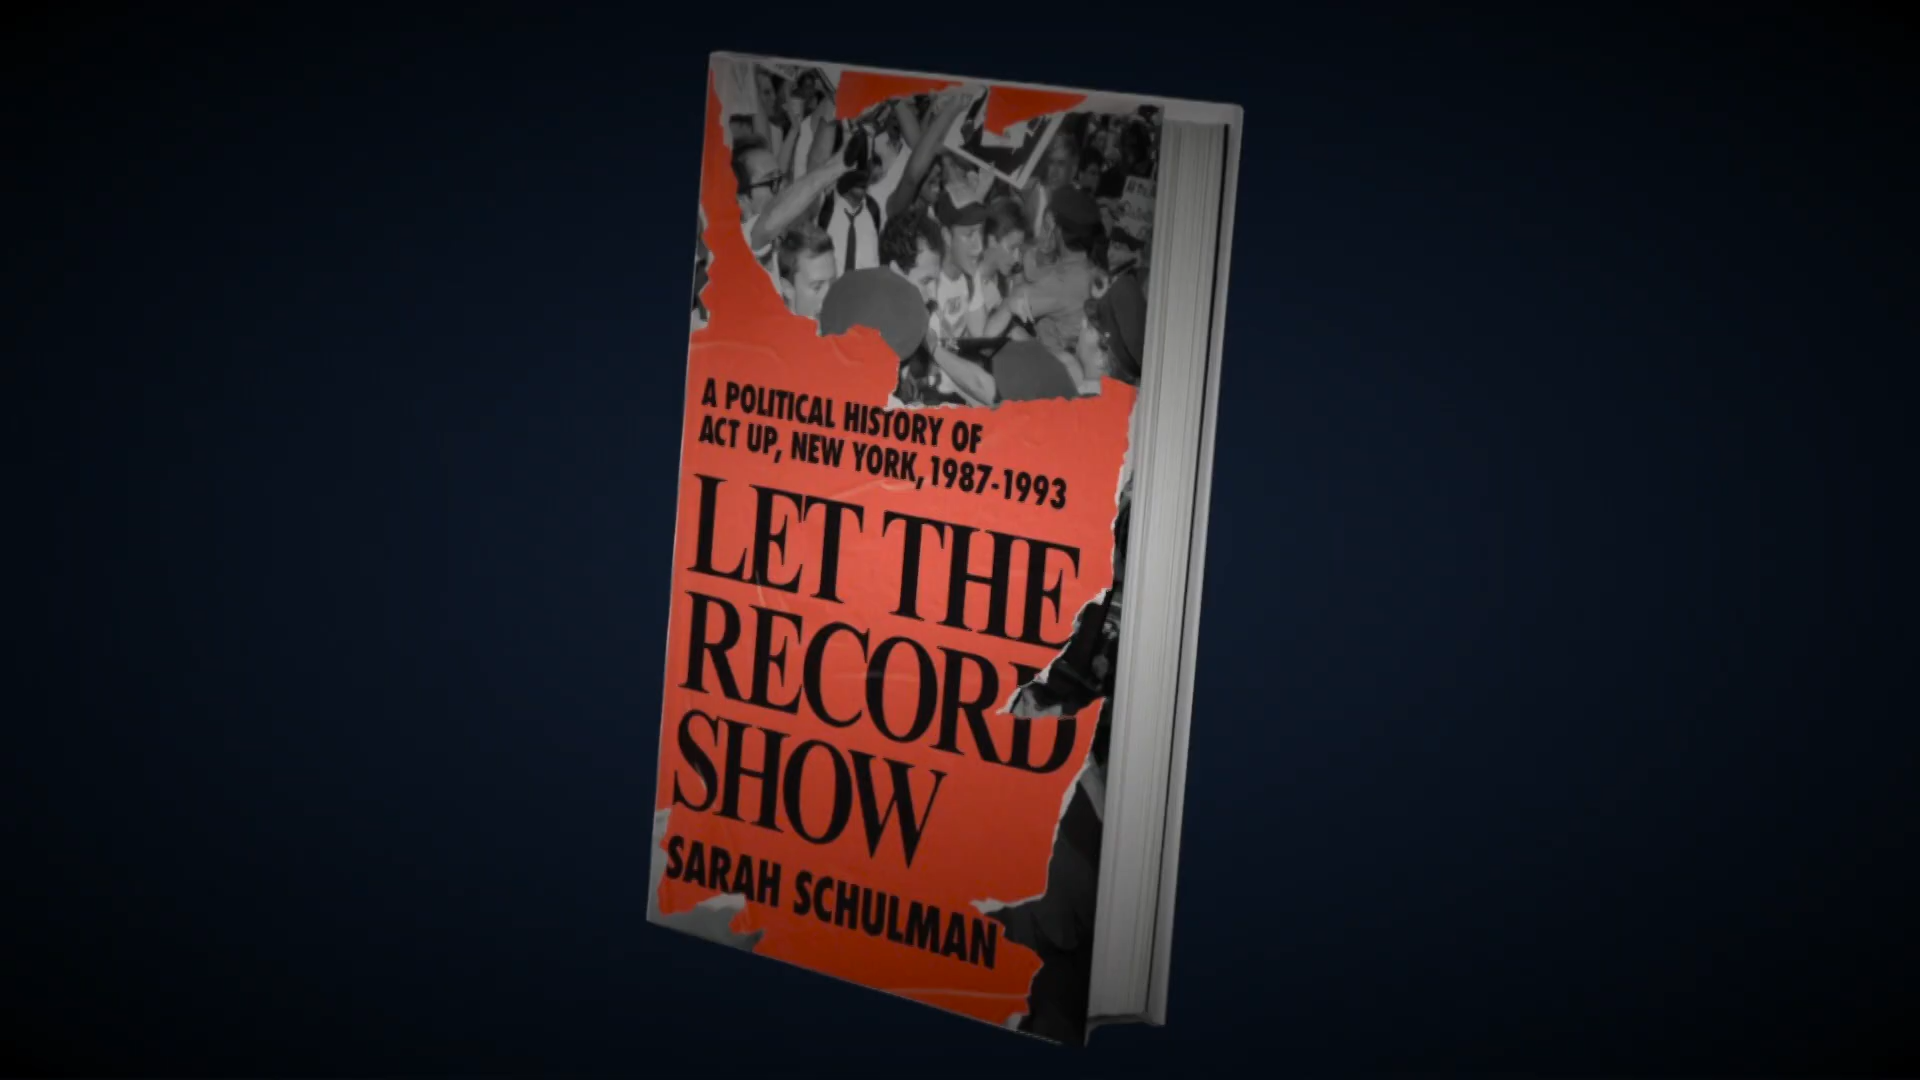 A POLITICAL HISTORY OF
ACT UP, NEW YORK, 1987-1993
LET THE
RECORD
SHOW
SARAH SCHULMAN